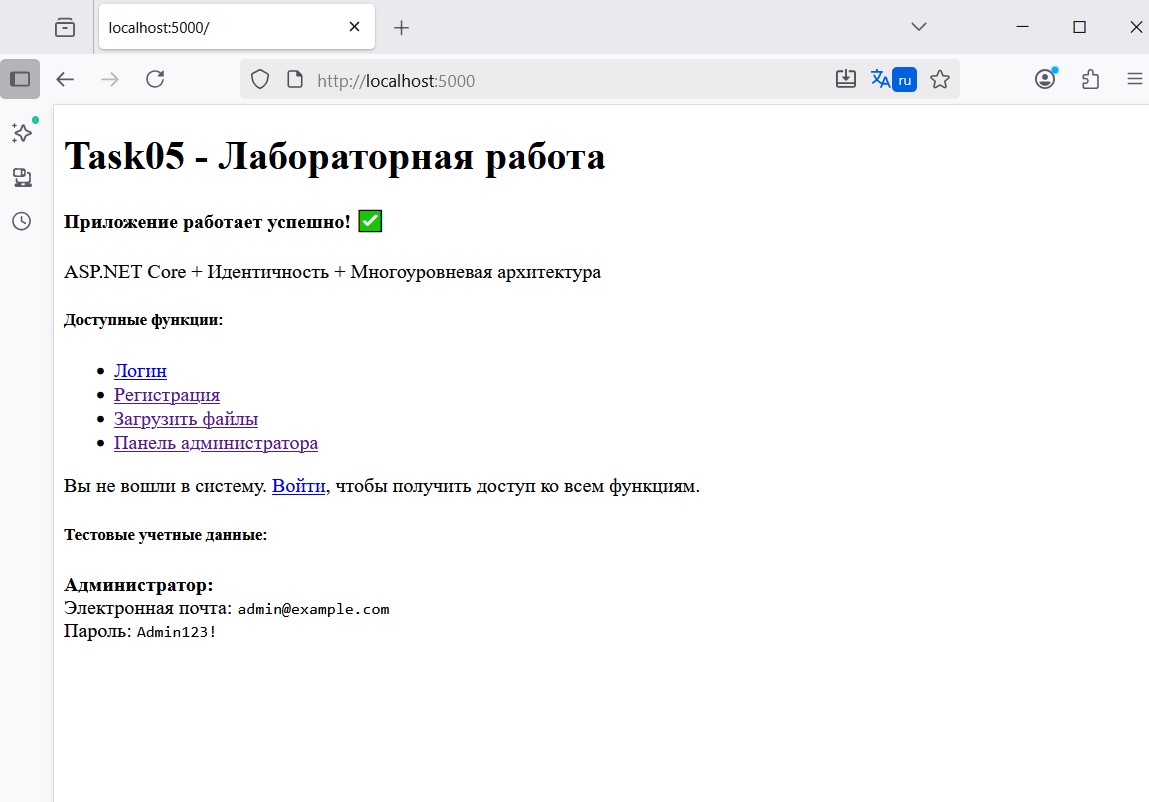 localhost:5000/
http://localhost:5000
ru
Task05 - Лабораторная работа
Приложение работает успешно! ✅
ASP.NET Core + Идентичность + Многоуровневая архитектура
Доступные функции:
• Логин
• Регистрация
• Загрузить файлы
• Панель администратора
Вы не вошли в систему. Войти, чтобы получить доступ ко всем функциям.
Тестовые учетные данные:
Администратор:
Электронная почта: admin@example.com
Пароль: Admin123!